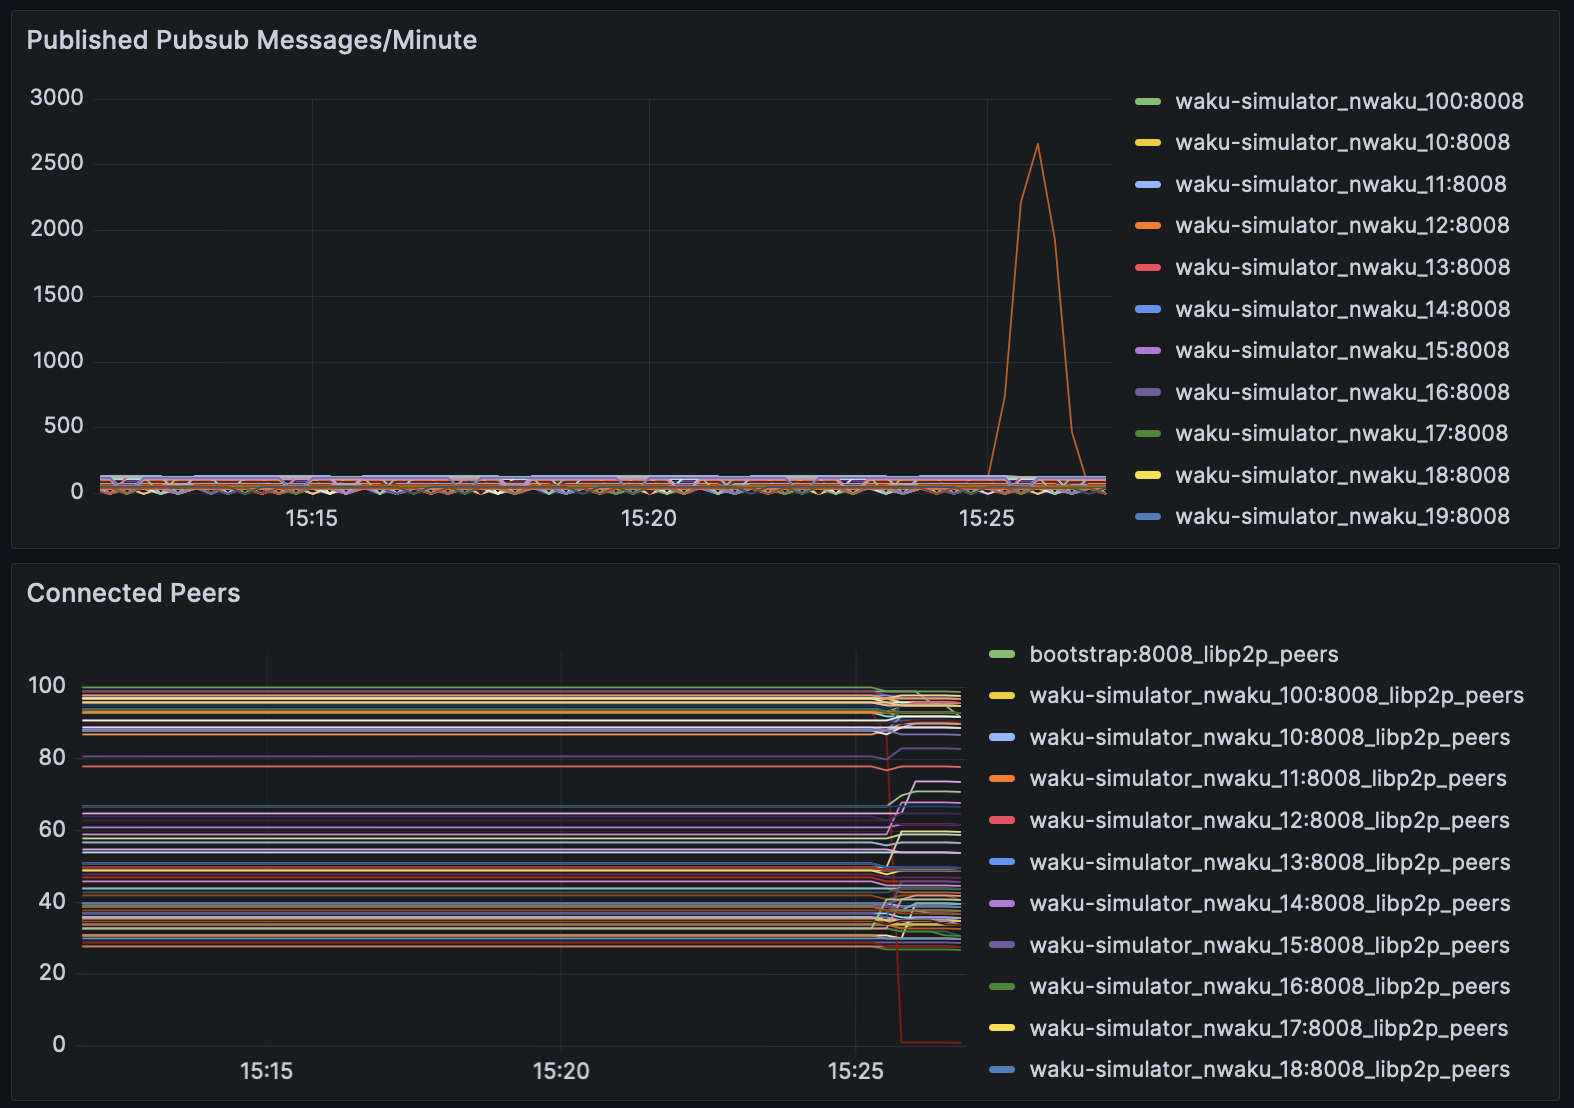 Published Pubsub Messages/Minute
3000
2500
2000
1500
1000
500
0
15:15
15:20
15:25
waku-simulator_nwaku_100:8008
waku-simulator_nwaku_10:8008
waku-simulator_nwaku_11:8008
waku-simulator_nwaku_12:8008
waku-simulator_nwaku_13:8008
waku-simulator_nwaku_14:8008
waku-simulator_nwaku_15:8008
waku-simulator_nwaku_16:8008
waku-simulator_nwaku_17:8008
waku-simulator_nwaku_18:8008
waku-simulator_nwaku_19:8008
Connected Peers
100
80
60
40
20
0
15:15
15:20
15:25
bootstrap:8008_libp2p_peers
waku-simulator_nwaku_100:8008_libp2p_peers
waku-simulator_nwaku_10:8008_libp2p_peers
waku-simulator_nwaku_11:8008_libp2p_peers
waku-simulator_nwaku_12:8008_libp2p_peers
waku-simulator_nwaku_13:8008_libp2p_peers
waku-simulator_nwaku_14:8008_libp2p_peers
waku-simulator_nwaku_15:8008_libp2p_peers
waku-simulator_nwaku_16:8008_libp2p_peers
waku-simulator_nwaku_17:8008_libp2p_peers
waku-simulator_nwaku_18:8008_libp2p_peers